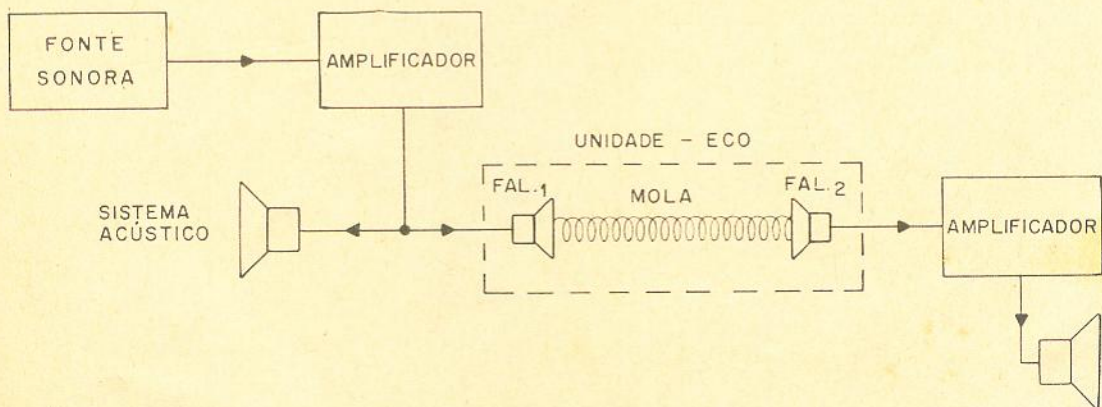 FONTE
SONORA
AMPLIFICADOR
UNIDADE - ECO
FAL.1
MOLA
FAL.2
SISTEMA
ACÚSTICO
AMPLIFICADOR